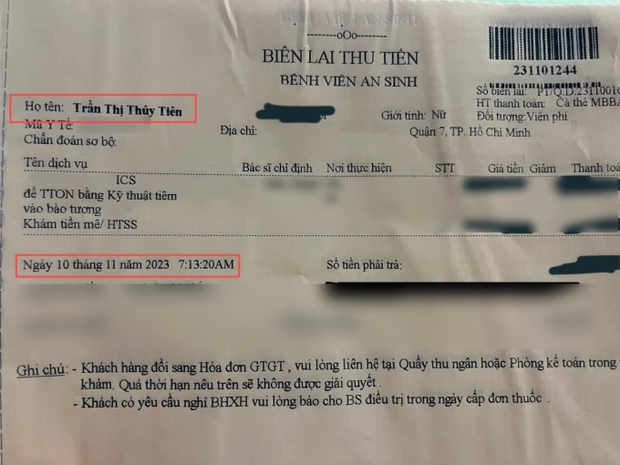 --------oOo--------
BIÊN LAI THU TIỀN
BỆNH VIỆN AN SINH
231101244
Số biên lai: PT/Q.D.231100
Họ tên: Trần Thị Thủy Tiên
Giới tính: Nữ
HT thanh toán: Cà thẻ MBBA
Mã Y Tế
Địa chỉ:
Quận 7, TP. Hồ Chí Minh
Đối tượng: Viện phí
Chẩn đoán sơ bộ:
Tên dịch vụ Bác sĩ chỉ định Nơi thực hiện STT Giá tiền Giảm Thanh toá
ICS
để TTON bằng Kỹ thuật tiêm
vào bào tương
Khám tiền mê/ HTSS
Ngày 10 tháng 11 năm 2023 7:13:20AM
Số tiền phải trả:
Ghi chú: - Khách hàng đổi sang Hóa đơn GTGT , vui lòng liên hệ tại Quầy thu ngân hoặc Phòng kế toán trong
khám. Quá thời hạn nêu trên sẽ không được giải quyết .
- Khách có yêu cầu nghỉ BHXH vui lòng báo cho BS điều trị trong ngày cấp đơn thuốc .